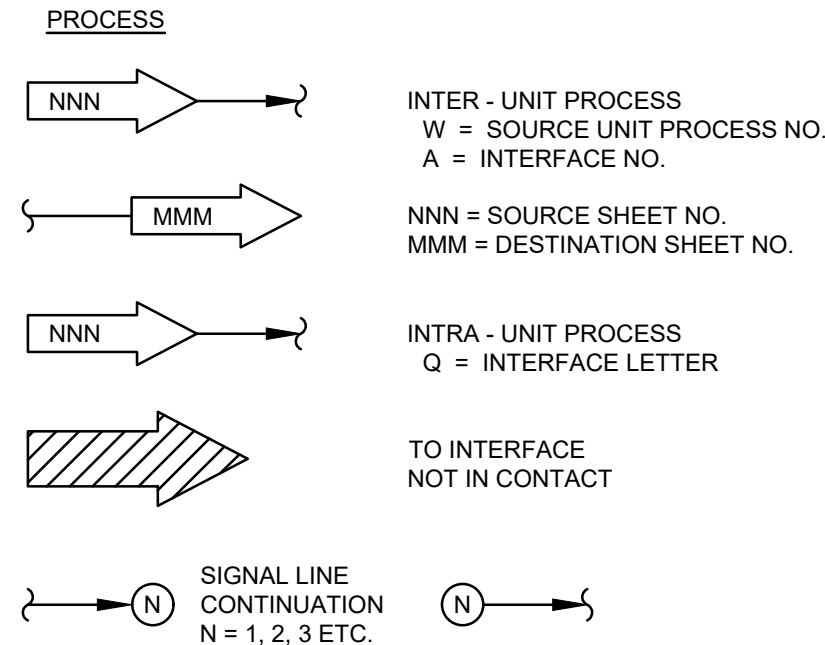 PROCESS
NNN
INTER - UNIT PROCESS
W = SOURCE UNIT PROCESS NO.
A = INTERFACE NO.
MMM
NNN = SOURCE SHEET NO.
MMM = DESTINATION SHEET NO.
NNN
INTRA - UNIT PROCESS
Q = INTERFACE LETTER
TO INTERFACE
NOT IN CONTACT
N
SIGNAL LINE
CONTINUATION
N = 1, 2, 3 ETC.
N